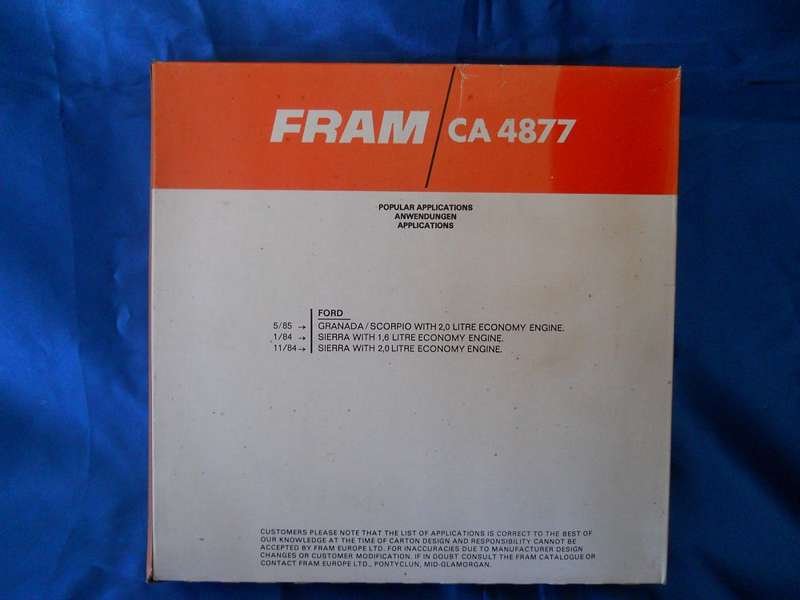 FRAM / CA 4877
POPULAR APPLICATIONS
ANWENDUNGEN
APPLICATIONS
FORD
5/85 → GRANADA/SCORPIO WITH 2,0 LITRE ECONOMY ENGINE.
1/84 → SIERRA WITH 1,6 LITRE ECONOMY ENGINE.
11/84 → SIERRA WITH 2,0 LITRE ECONOMY ENGINE.
CUSTOMERS PLEASE NOTE THAT THE LIST OF APPLICATIONS IS CORRECT TO THE BEST OF
OUR KNOWLEDGE AT THE TIME OF CARTON DESIGN AND RESPONSIBILITY CANNOT BE
ACCEPTED BY FRAM EUROPE LTD. FOR INACCURACIES DUE TO MANUFACTURER DESIGN
CHANGES OR CUSTOMER MODIFICATION. IF IN DOUBT CONSULT THE FRAM CATALOGUE OR
CONTACT FRAM EUROPE LTD., PONTYCLUN, MID-GLAMORGAN.